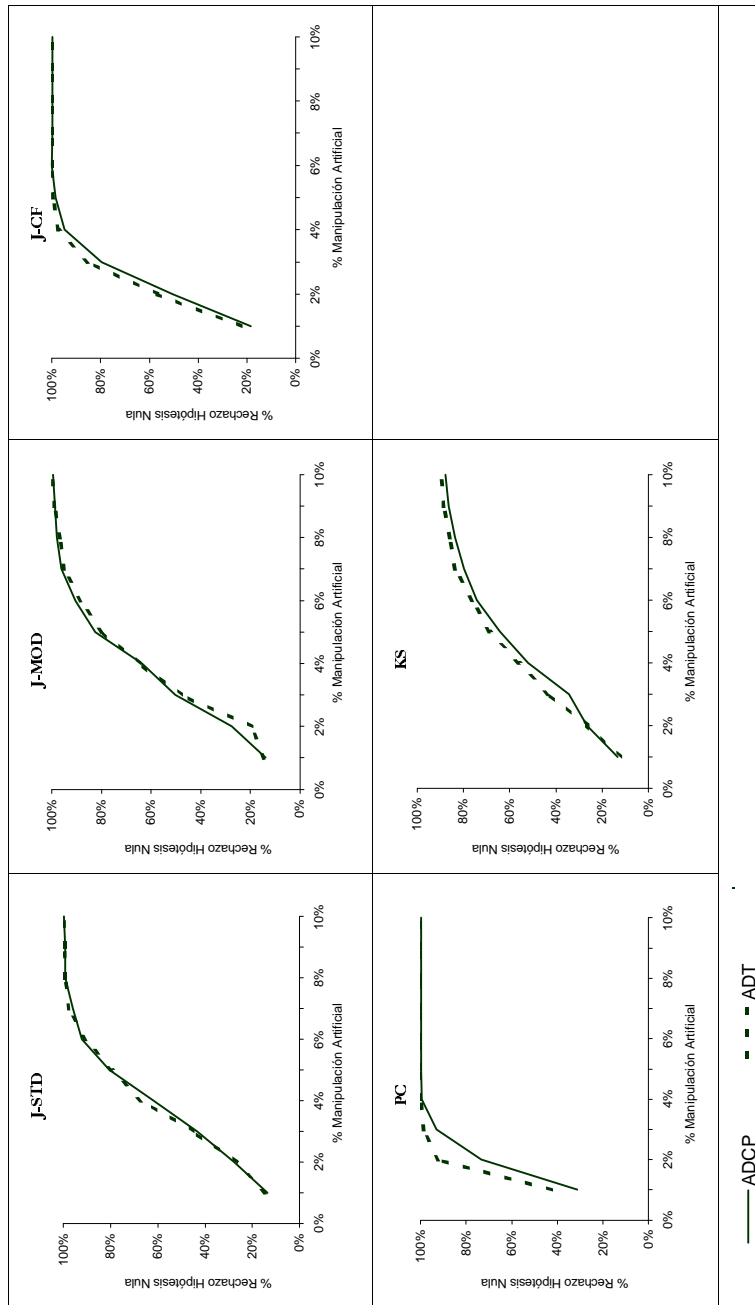 J-STD
% Rechazo Hipótesis Nula
100%
80%
60%
40%
20%
0%
0% 2% 4% 6% 8% 10%
% Manipulación Artificial
J-MOD
% Rechazo Hipótesis Nula
100%
80%
60%
40%
20%
0%
0% 2% 4% 6% 8% 10%
% Manipulación Artificial
J-CF
% Rechazo Hipótesis Nula
100%
80%
60%
40%
20%
0%
0% 2% 4% 6% 8% 10%
% Manipulación Artificial
PC
% Rechazo Hipótesis Nula
100%
80%
60%
40%
20%
0%
0% 2% 4% 6% 8% 10%
% Manipulación Artificial
KS
% Rechazo Hipótesis Nula
100%
80%
60%
40%
20%
0%
0% 2% 4% 6% 8% 10%
% Manipulación Artificial
ADCP ADT